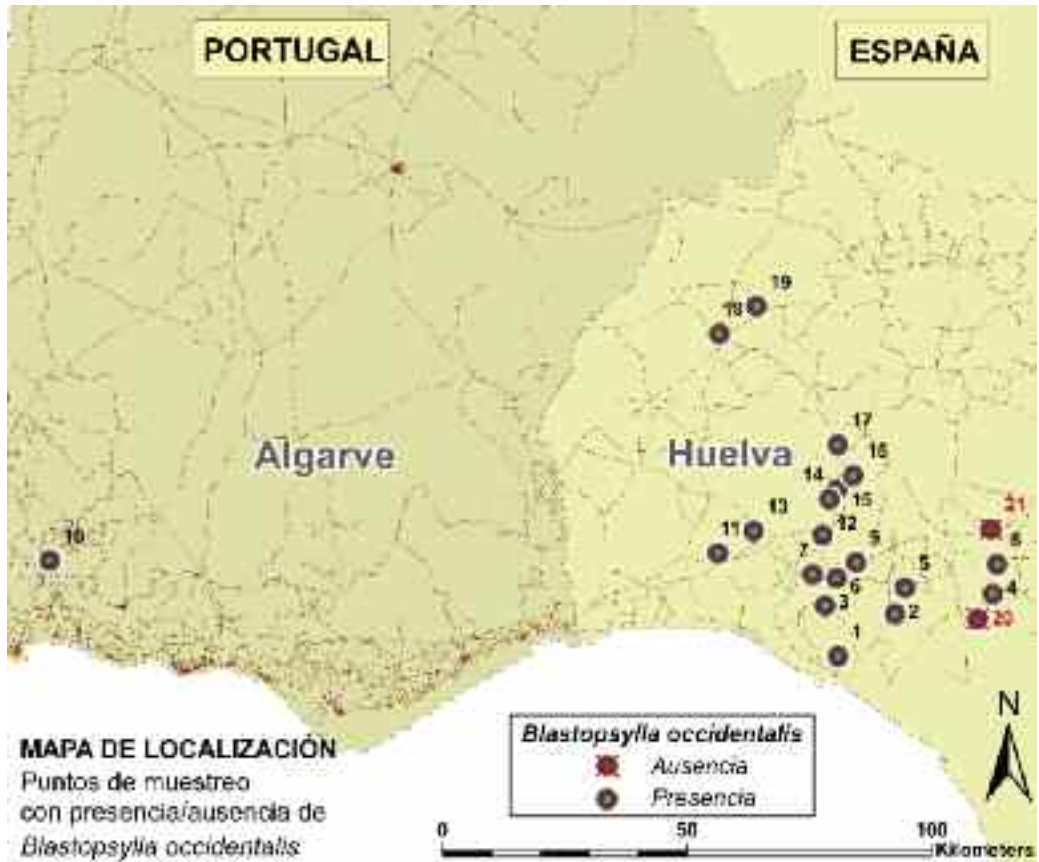 PORTUGAL
ESPAÑA
19
18
17
Algarve
Huelva
16
14
15
21
13
11
12
10
9
8
7
5
6
4
3
2
20
1
N
MAPA DE LOCALIZACIÓN
Puntos de muestreo
con presencia/ausencia de
Blastopsylla occidentalis
Blastopsylla occidentalis
Ausencia
Presencia
0 50 100
Kilometers